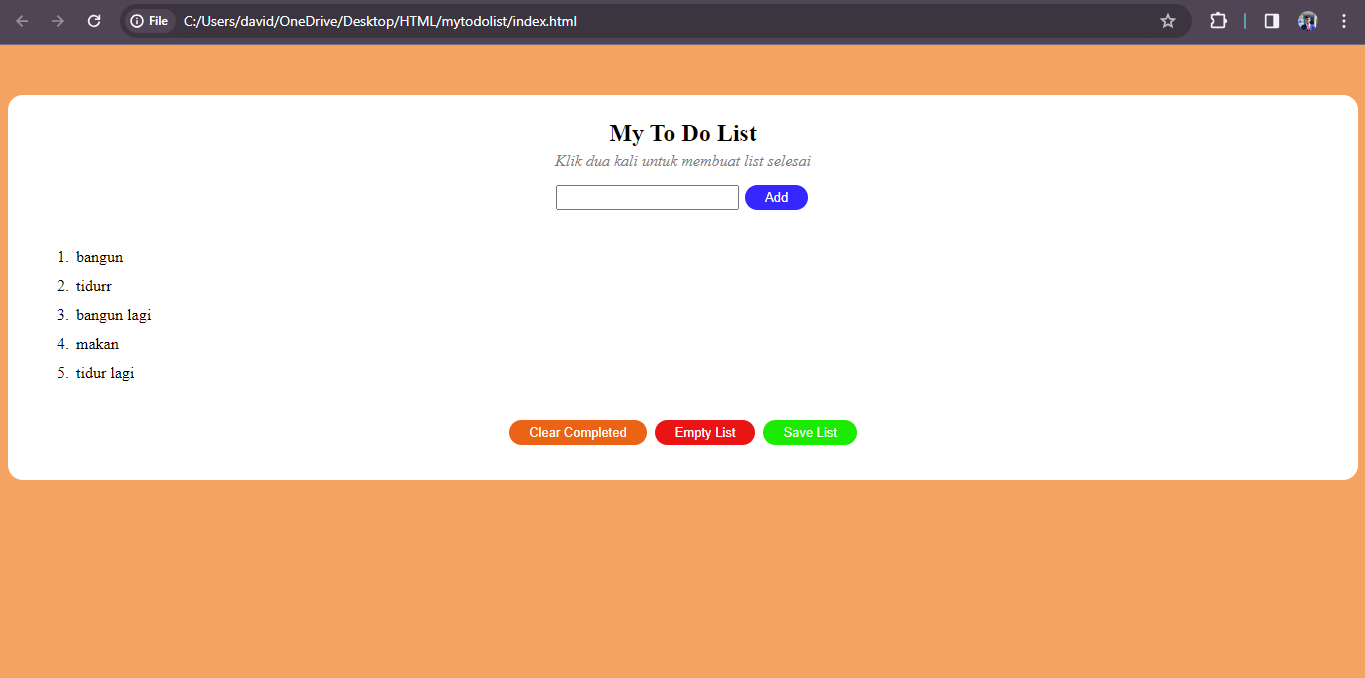 File C:/Users/david/OneDrive/Desktop/HTML/mytodolist/index.html
My To Do List
Klik dua kali untuk membuat list selesai
Add
1. bangun
2. tidurr
3. bangun lagi
4. makan
5. tidur lagi
Clear Completed Empty List Save List